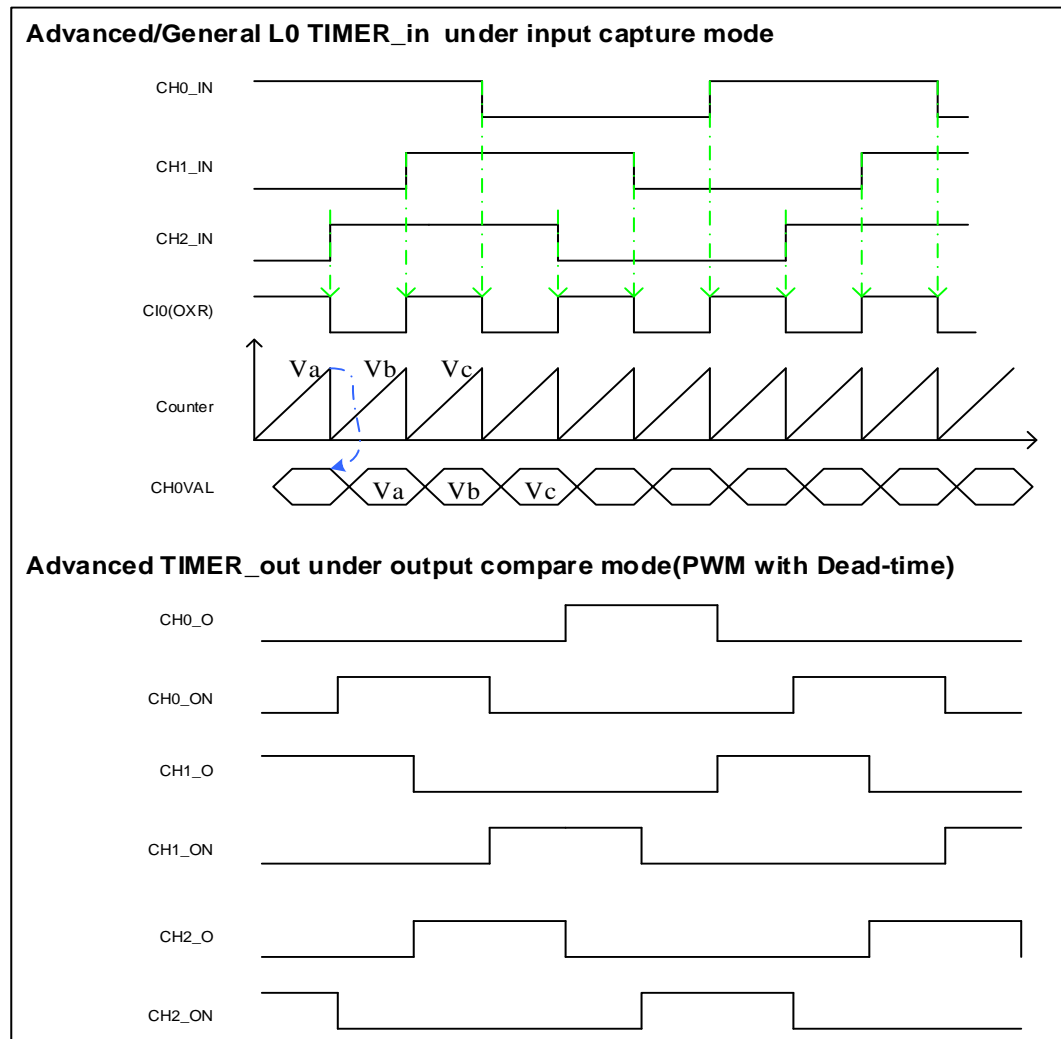 Advanced/General L0 TIMER_in under input capture mode
CH0_IN
CH1_IN
CH2_IN
CI0(OXR)
Va Vb Vc
Counter
CH0VAL
Va Vb Vc
Advanced TIMER_out under output compare mode(PWM with Dead-time)
CH0_O
CH0_ON
CH1_O
CH1_ON
CH2_O
CH2_ON